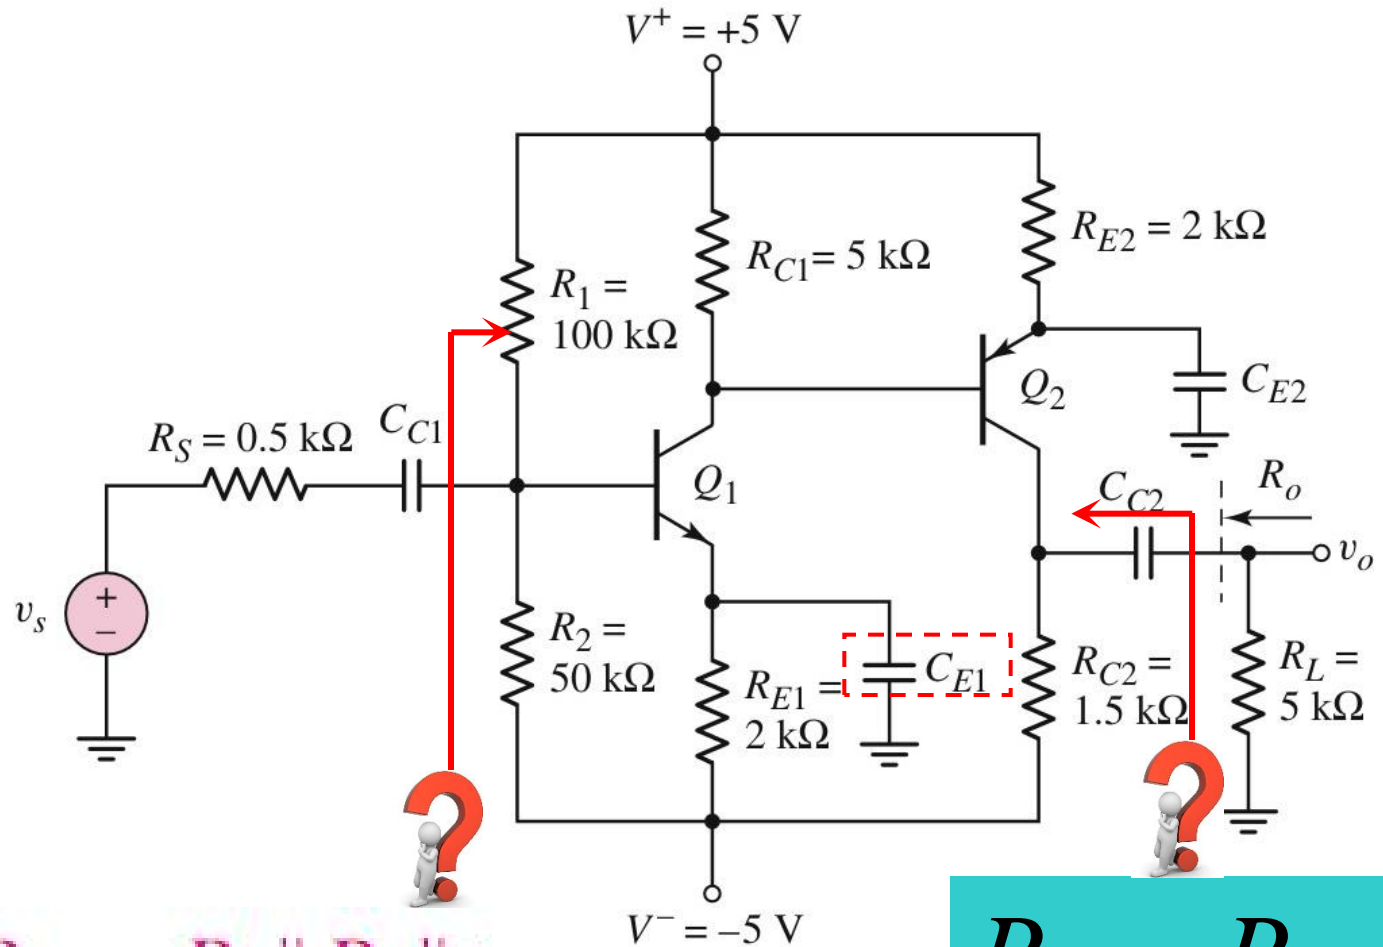 V⁺ = +5 V
R_E2 = 2 kΩ
R_C1= 5 kΩ
R_1 =
100 kΩ
Q_2
C_E2
C_C1
R_S = 0.5 kΩ
Q_1
C_C2
R_o
v_o
+
−
v_s
R_2 =
50 kΩ
R_E1 =
2 kΩ
C_E1
R_C2 =
1.5 kΩ
R_L =
5 kΩ
V⁻ = −5 V